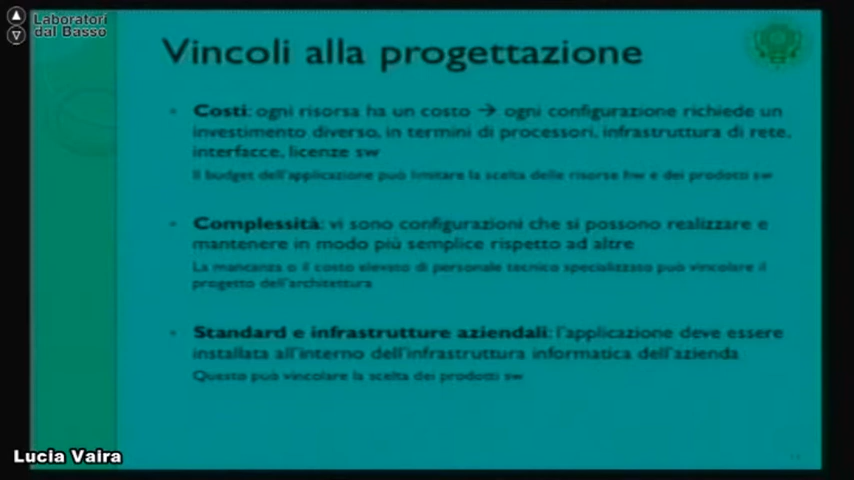 Laboratori
dal Basso
Vincoli alla progettazione
Costi: ogni risorsa ha un costo → ogni configurazione richiede un
investimento diverso, in termini di processori, infrastruttura di rete,
interfacce, licenze sw
Il budget dell'applicazione può limitare la scelta delle risorse hw e dei prodotti sw
Complessità: vi sono configurazioni che si possono realizzare e
mantenere in modo più semplice rispetto ad altre
La mancanza o il costo elevato di personale tecnico specializzato può vincolare il
progetto dell'architettura
Standard e infrastrutture aziendali: l'applicazione deve essere
installata all'interno dell'infrastruttura informatica dell'azienda
Questo può vincolare la scelta dei prodotti sw
Lucia Vaira